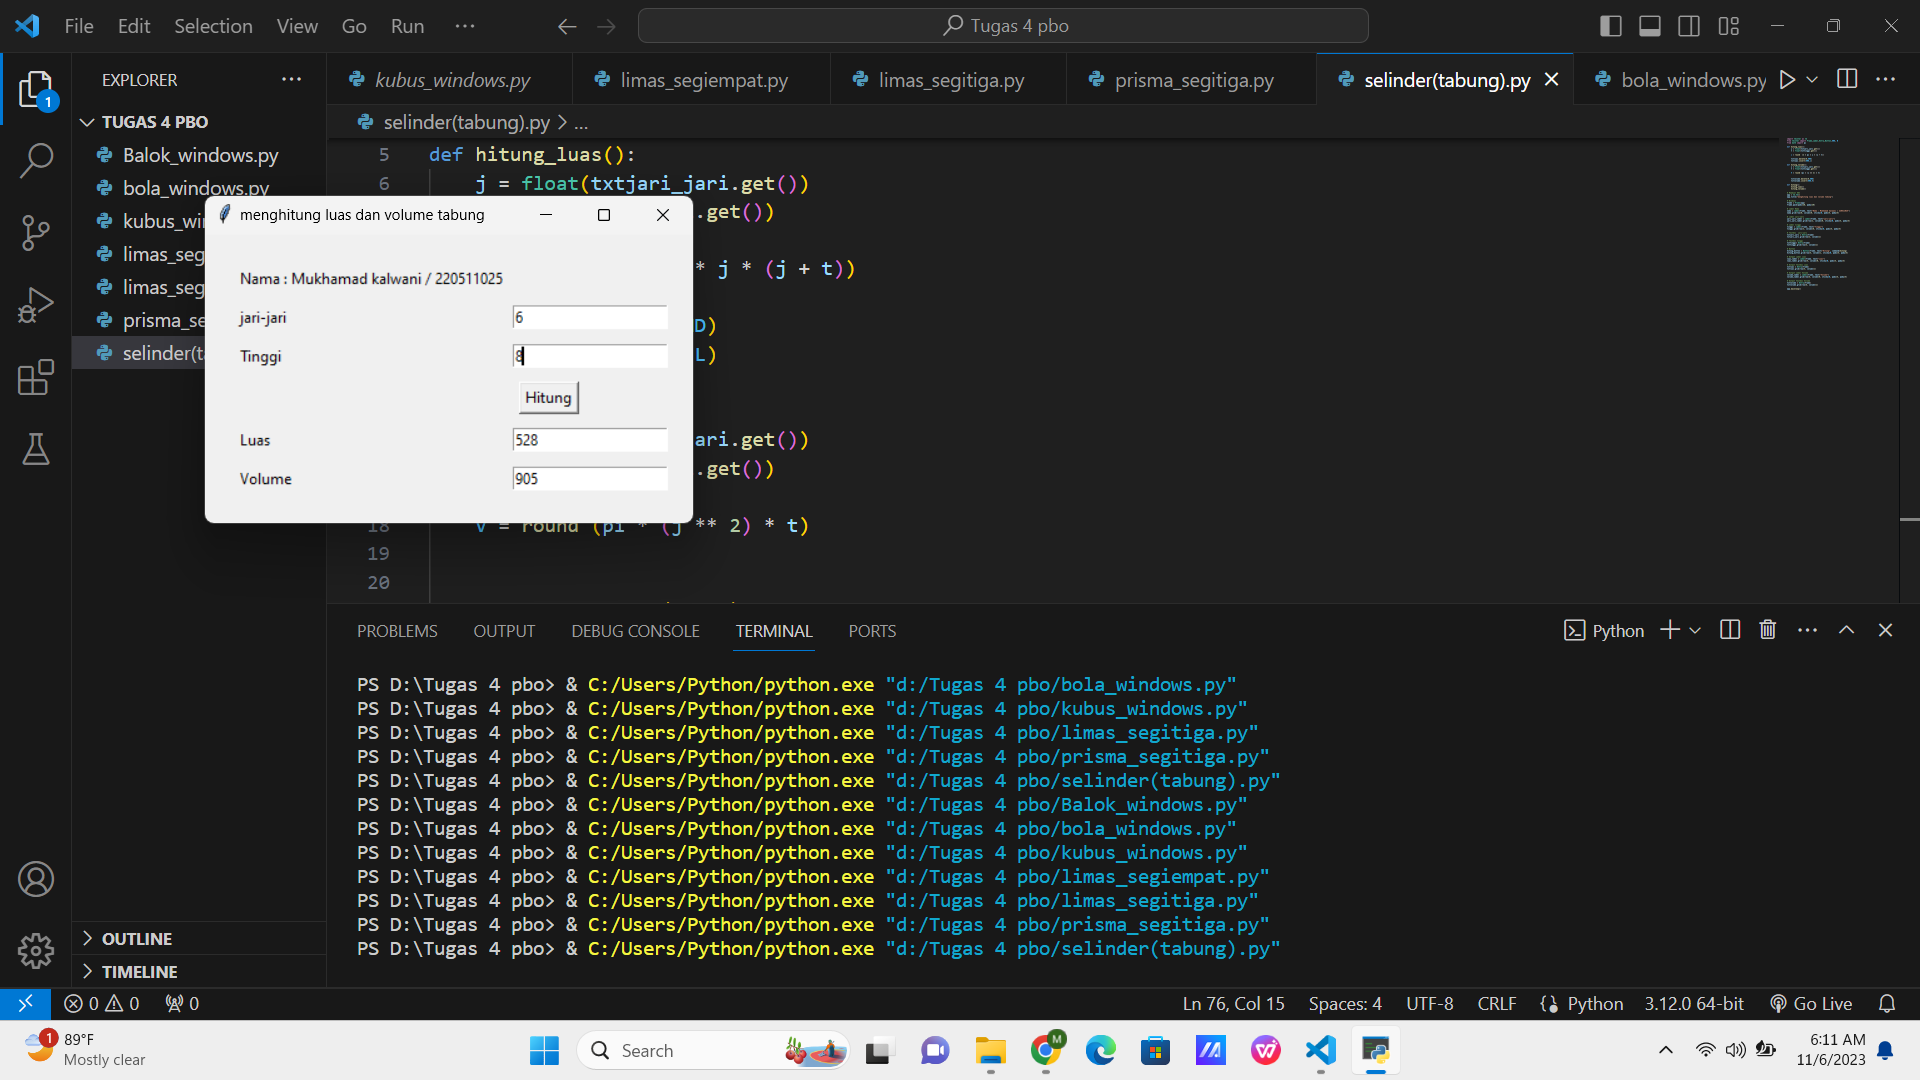 File Edit Selection View Go Run ···
Tugas 4 pbo
EXPLORER ···
1
TUGAS 4 PBO
Balok_windows.py
bola_windows.py
kubus_wi
limas_seg
limas_seg
prisma_se
selinder(ta
OUTLINE
TIMELINE
kubus_windows.py limas_segiempat.py limas_segitiga.py prisma_segitiga.py selinder(tabung).py bola_windows.py
selinder(tabung).py > ...
5 def hitung_luas():
6 j = float(txtjari_jari.get())
.get())
* j * (j + t))
D)
L)
ari.get())
.get())
18 v = round (pi * (j ** 2) * t)
19
20
menghitung luas dan volume tabung
Nama : Mukhamad kalwani / 220511025
jari-jari 6
Tinggi 8
Hitung
Luas 528
Volume 905
PROBLEMS OUTPUT DEBUG CONSOLE TERMINAL PORTS
Python
PS D:\Tugas 4 pbo> & C:/Users/Python/python.exe "d:/Tugas 4 pbo/bola_windows.py"
PS D:\Tugas 4 pbo> & C:/Users/Python/python.exe "d:/Tugas 4 pbo/kubus_windows.py"
PS D:\Tugas 4 pbo> & C:/Users/Python/python.exe "d:/Tugas 4 pbo/limas_segitiga.py"
PS D:\Tugas 4 pbo> & C:/Users/Python/python.exe "d:/Tugas 4 pbo/prisma_segitiga.py"
PS D:\Tugas 4 pbo> & C:/Users/Python/python.exe "d:/Tugas 4 pbo/selinder(tabung).py"
PS D:\Tugas 4 pbo> & C:/Users/Python/python.exe "d:/Tugas 4 pbo/Balok_windows.py"
PS D:\Tugas 4 pbo> & C:/Users/Python/python.exe "d:/Tugas 4 pbo/bola_windows.py"
PS D:\Tugas 4 pbo> & C:/Users/Python/python.exe "d:/Tugas 4 pbo/kubus_windows.py"
PS D:\Tugas 4 pbo> & C:/Users/Python/python.exe "d:/Tugas 4 pbo/limas_segiempat.py"
PS D:\Tugas 4 pbo> & C:/Users/Python/python.exe "d:/Tugas 4 pbo/limas_segitiga.py"
PS D:\Tugas 4 pbo> & C:/Users/Python/python.exe "d:/Tugas 4 pbo/prisma_segitiga.py"
PS D:\Tugas 4 pbo> & C:/Users/Python/python.exe "d:/Tugas 4 pbo/selinder(tabung).py"
0 0 0 Ln 76, Col 15 Spaces: 4 UTF-8 CRLF {} Python 3.12.0 64-bit Go Live
1 89°F
Mostly clear
Search
M
6:11 AM
11/6/2023